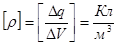 [ρ] = [Δq / ΔV] = Кл / м³